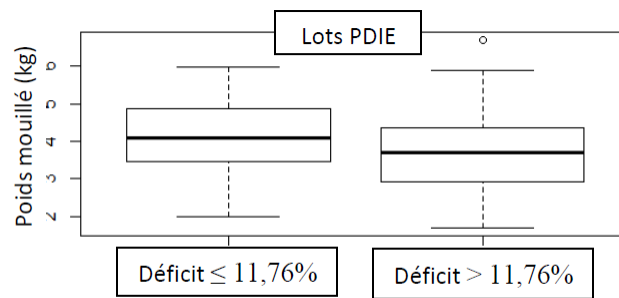 Lots PDIE
Poids mouillé (kg)
6
5
4
3
2
Déficit ≤ 11,76%
Déficit > 11,76%